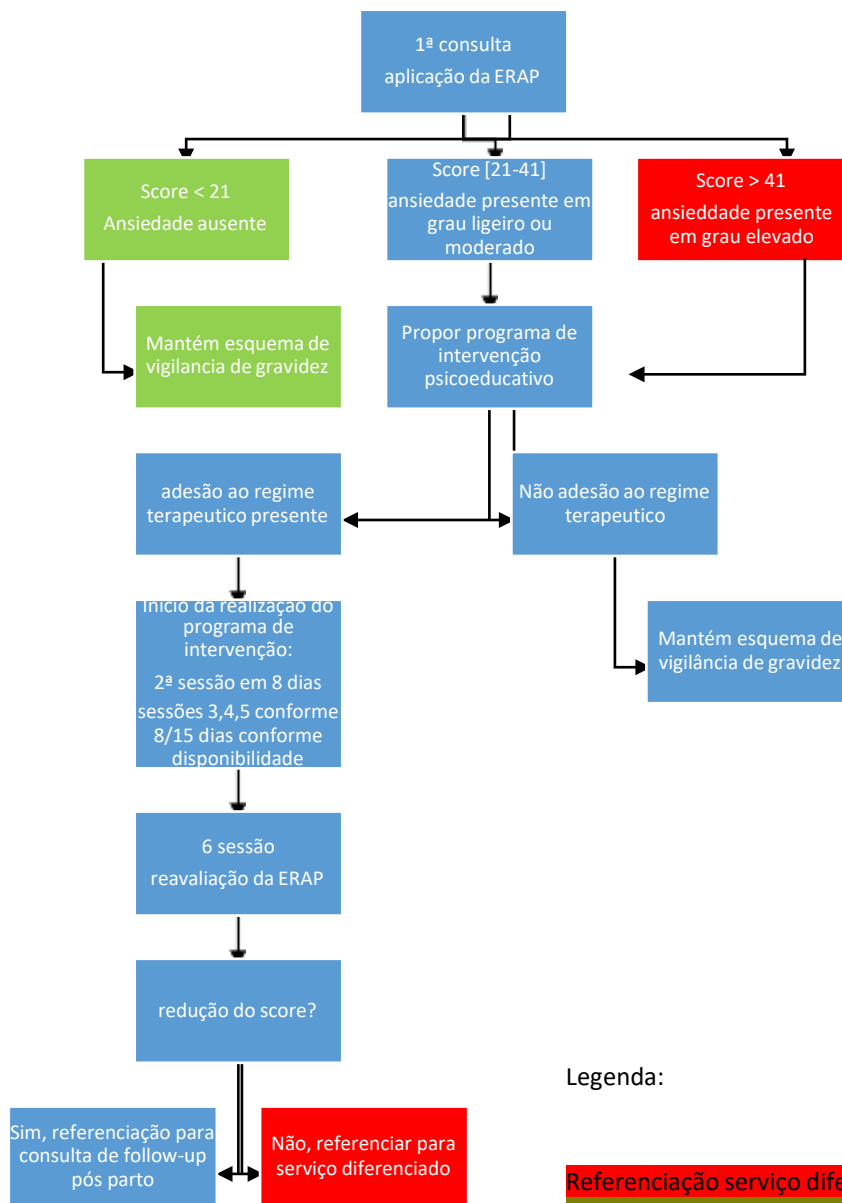 1ª consulta
aplicação da ERAP
Score < 21
Ansiedade ausente
Score [21-41]
ansiedade presente em
grau ligeiro ou
moderado
Score > 41
ansieddade presente
em grau elevado
Mantém esquema de
vigilancia de gravidez
Propor programa de
intervenção
psicoeducativo
adesão ao regime
terapeutico presente
Não adesão ao regime
terapeutico
Início da realização do
programa de
intervenção:
2ª sessão em 8 dias
sessões 3,4,5 conforme
8/15 dias conforme
disponibilidade
Mantém esquema de
vigilância de gravidez
6 sessão
reavaliação da ERAP
redução do score?
Legenda:
Sim, referenciação para
consulta de follow-up
pós parto
Não, referenciar para
serviço diferenciado
Referenciação serviço dife